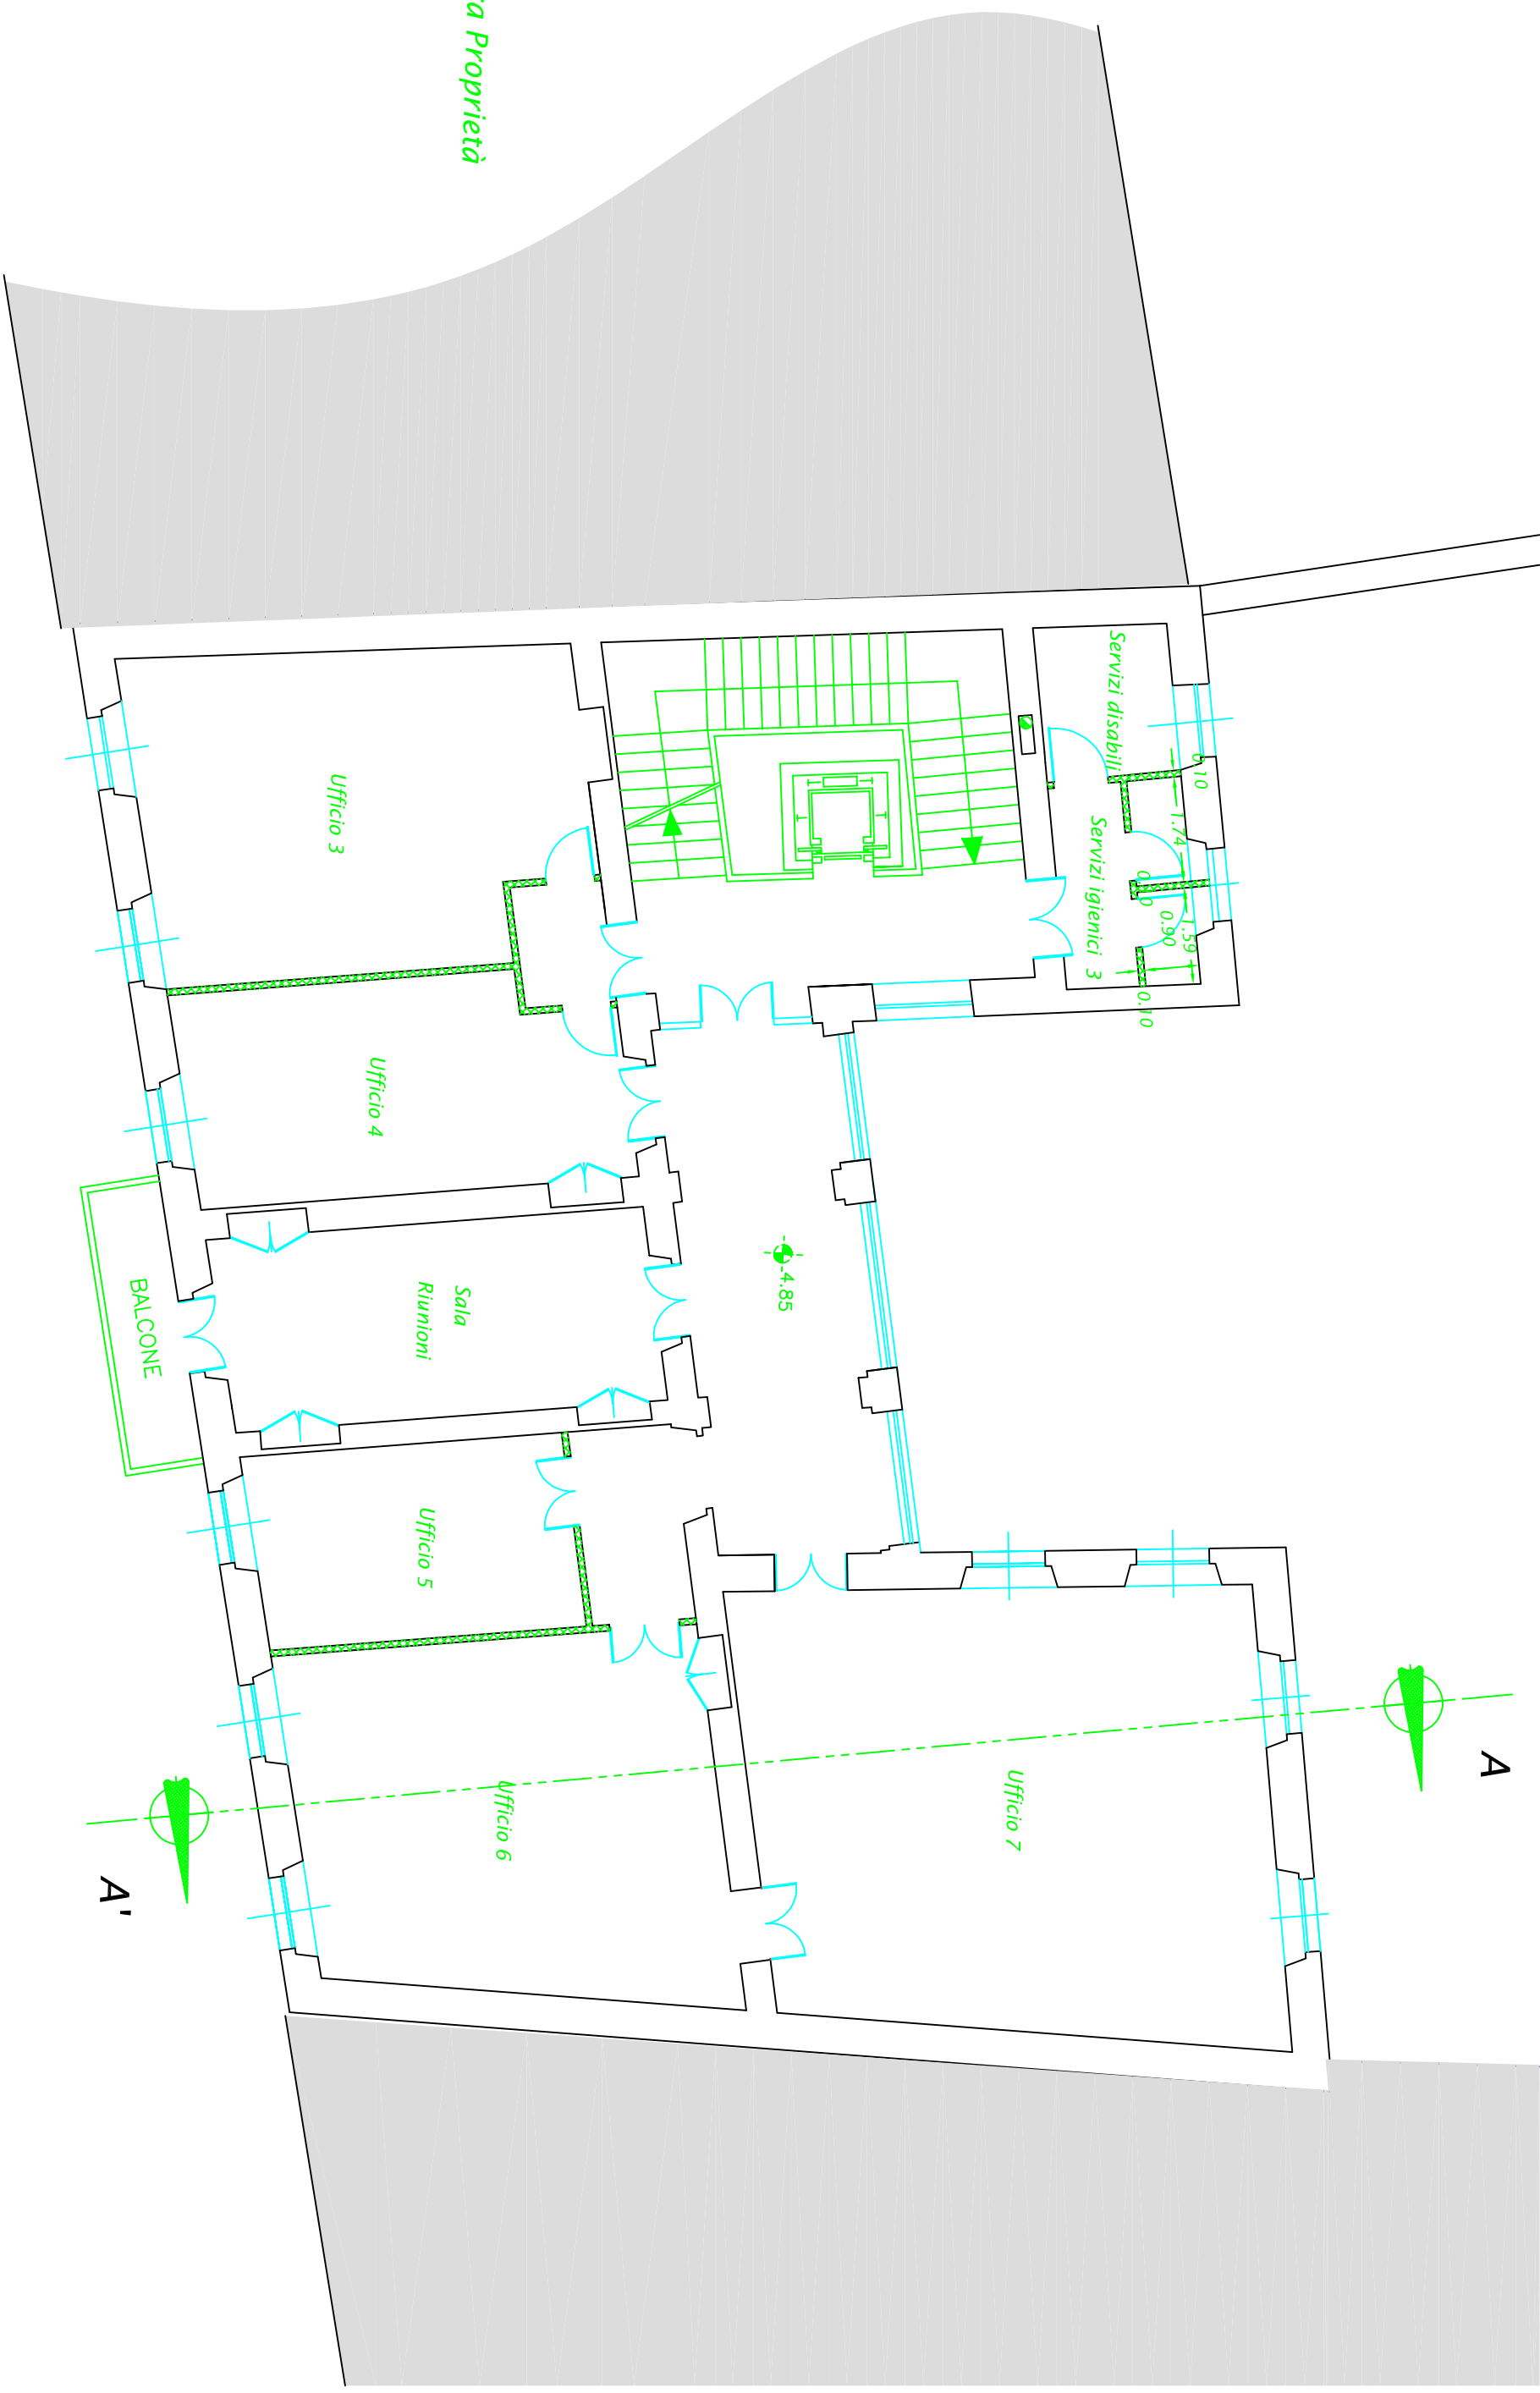 ra Proprietà
Servizi disabili
0.10
1.74
Servizi igienici 3
0.90
1.59
0.10
Ufficio 3
Ufficio 4
4.85
Sala
Riunioni
BALCONE
Ufficio 5
Ufficio 6
Ufficio 7
A
A'